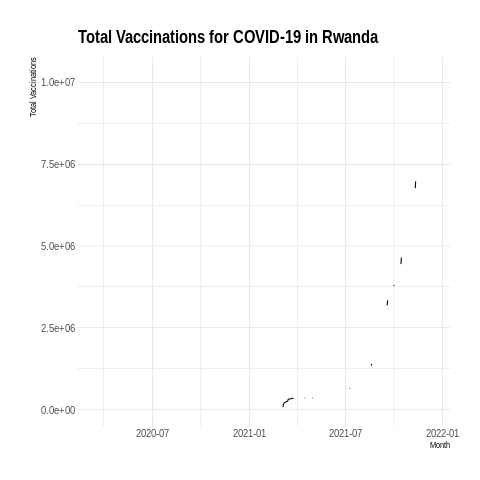 Total Vaccinations for COVID-19 in Rwanda
Total Vaccinations
1.0e+07
7.5e+06
5.0e+06
2.5e+06
0.0e+00
2020-07
2021-01
2021-07
2022-01
Month